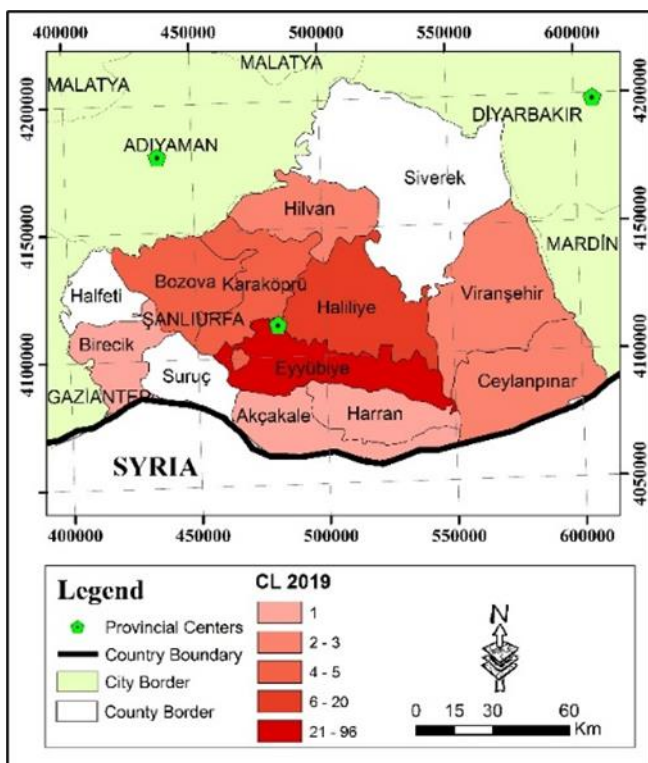 400000 450000 500000 550000 600000
MALATYA
MALATYA
4200000
4200000
DİYARBAKIR
ADIYAMAN
Siverek
Hilvan
4150000
4150000
MARDİN
Bozova Karaköprü
Halfeti
Haliliye
Viranşehir
ŞANLIURFA
Birecik
4100000
4100000
Suruç
Eyyübiye
Ceylanpınar
GAZİANTEP
Akçakale
Harran
SYRIA
4050000
400000 450000 500000 550000 600000
Legend
CL 2019
Provincial Centers
1
Country Boundary
2 - 3
City Border
4 - 5
County Border
6 - 20
21 - 96
N
0 15 30 60
Km